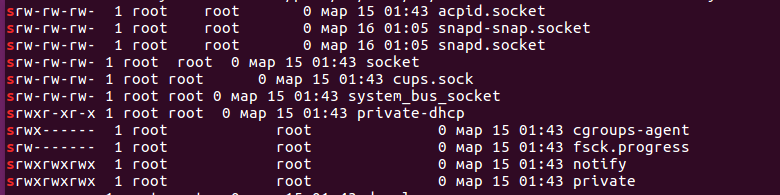 srw-rw-rw- 1 root root 0 мар 15 01:43 acpid.socket
srw-rw-rw- 1 root root 0 мар 16 01:05 snapd-snap.socket
srw-rw-rw- 1 root root 0 мар 16 01:05 snapd.socket
srw-rw-rw- 1 root root 0 мар 15 01:43 socket
srw-rw-rw- 1 root root 0 мар 15 01:43 cups.sock
srw-rw-rw- 1 root root 0 мар 15 01:43 system_bus_socket
srwxr-xr-x 1 root root 0 мар 15 01:43 private-dhcp
srwx------ 1 root root 0 мар 15 01:43 cgroups-agent
srw------- 1 root root 0 мар 15 01:43 fsck.progress
srwxrwxrwx 1 root root 0 мар 15 01:43 notify
srwxrwxrwx 1 root root 0 мар 15 01:43 private